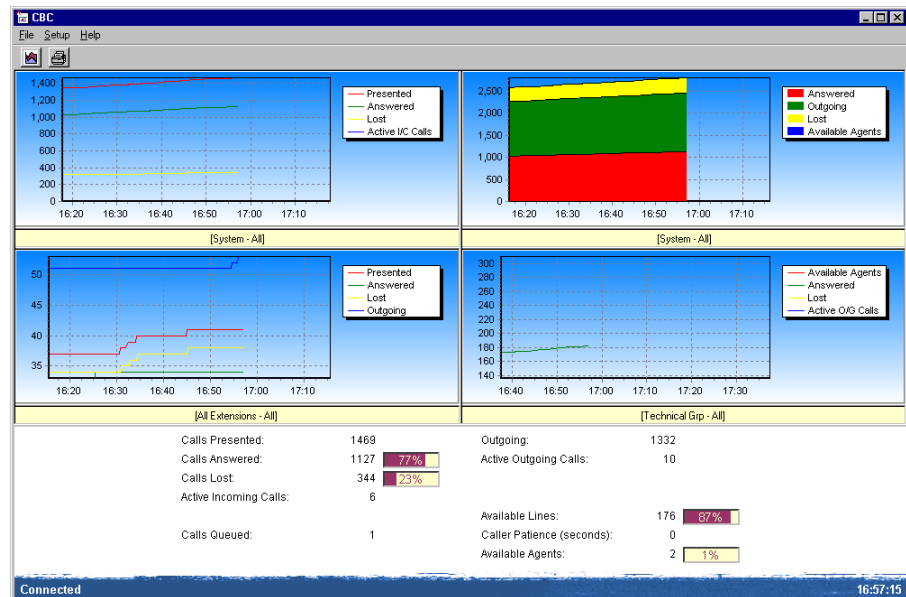 CBC
File Setup Help
1,400
1,200
1,000
800
600
400
200
0
16:20 16:30 16:40 16:50 17:00 17:10
Presented
Answered
Lost
Active I/C Calls
[System - All]
2,500
2,000
1,500
1,000
500
0
16:20 16:30 16:40 16:50 17:00 17:10
Answered
Outgoing
Lost
Available Agents
[System - All]
50
45
40
35
16:20 16:30 16:40 16:50 17:00 17:10
Presented
Answered
Lost
Outgoing
[All Extensions - All]
300
280
260
240
220
200
180
160
140
16:40 16:50 17:00 17:10 17:20 17:30
Available Agents
Answered
Lost
Active O/G Calls
[Technical Grp - All]
Calls Presented: 1469
Calls Answered: 1127 77%
Calls Lost: 344 23%
Active Incoming Calls: 6
Calls Queued: 1
Outgoing: 1332
Active Outgoing Calls: 10
Available Lines: 176 87%
Caller Patience (seconds): 0
Available Agents: 2 1%
Connected 16:57:15